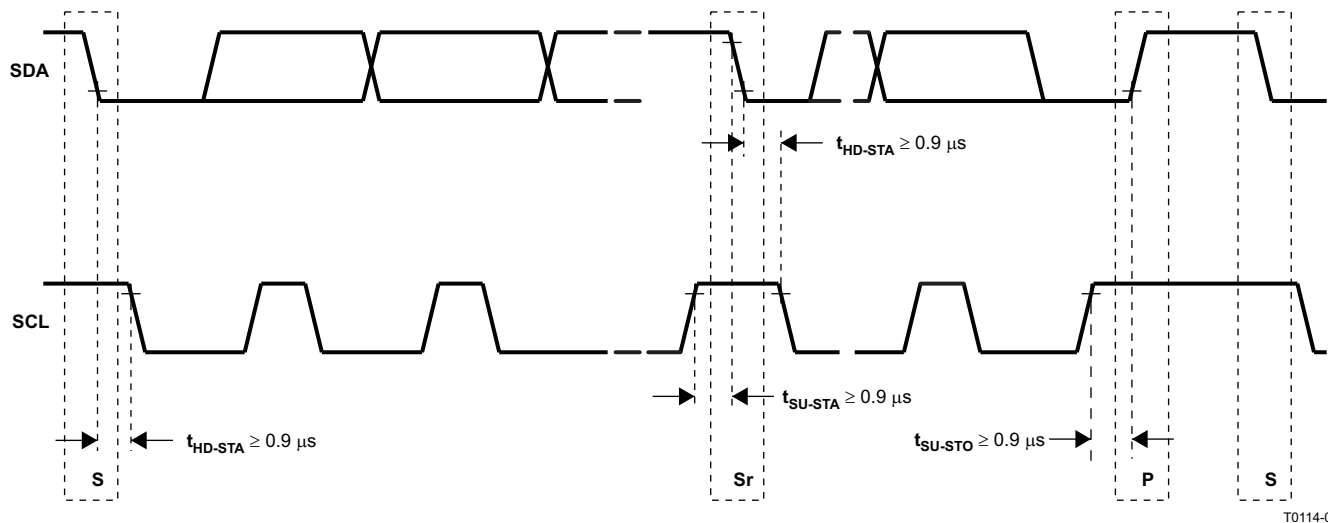 SDA
t_HD-STA ≥ 0.9 μs
SCL
t_SU-STA ≥ 0.9 μs
t_HD-STA ≥ 0.9 μs
t_SU-STO ≥ 0.9 μs
S
Sr
P
S